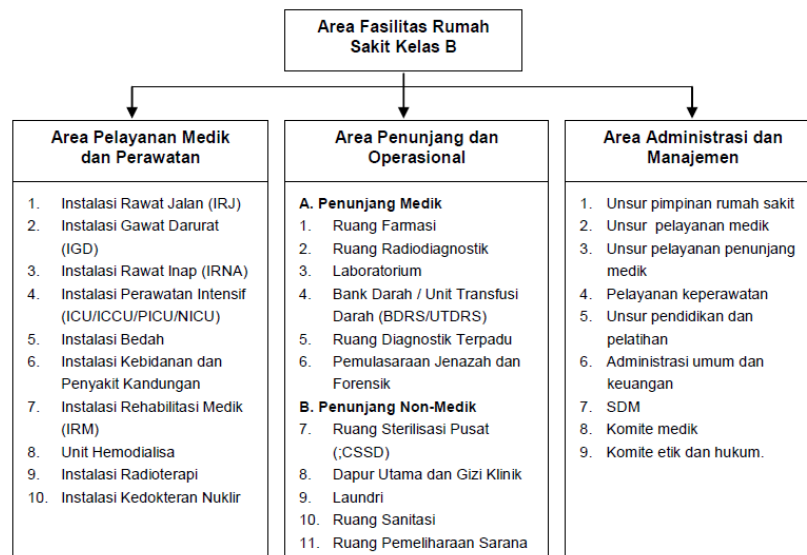 Area Fasilitas Rumah
Sakit Kelas B
Area Pelayanan Medik
dan Perawatan
1. Instalasi Rawat Jalan (IRJ)
2. Instalasi Gawat Darurat
(IGD)
3. Instalasi Rawat Inap (IRNA)
4. Instalasi Perawatan Intensif
(ICU/ICCU/PICU/NICU)
5. Instalasi Bedah
6. Instalasi Kebidanan dan
Penyakit Kandungan
7. Instalasi Rehabilitasi Medik
(IRM)
8. Unit Hemodialisa
9. Instalasi Radioterapi
10. Instalasi Kedokteran Nuklir
Area Penunjang dan
Operasional
A. Penunjang Medik
1. Ruang Farmasi
2. Ruang Radiodiagnostik
3. Laboratorium
4. Bank Darah / Unit Transfusi
Darah (BDRS/UTDRS)
5. Ruang Diagnostik Terpadu
6. Pemulasaraan Jenazah dan
Forensik
B. Penunjang Non-Medik
7. Ruang Sterilisasi Pusat
(;CSSD)
8. Dapur Utama dan Gizi Klinik
9. Laundri
10. Ruang Sanitasi
11. Ruang Pemeliharaan Sarana
Area Administrasi dan
Manajemen
1. Unsur pimpinan rumah sakit
2. Unsur pelayanan medik
3. Unsur pelayanan penunjang
medik
4. Pelayanan keperawatan
5. Unsur pendidikan dan
pelatihan
6. Administrasi umum dan
keuangan
7. SDM
8. Komite medik
9. Komite etik dan hukum.